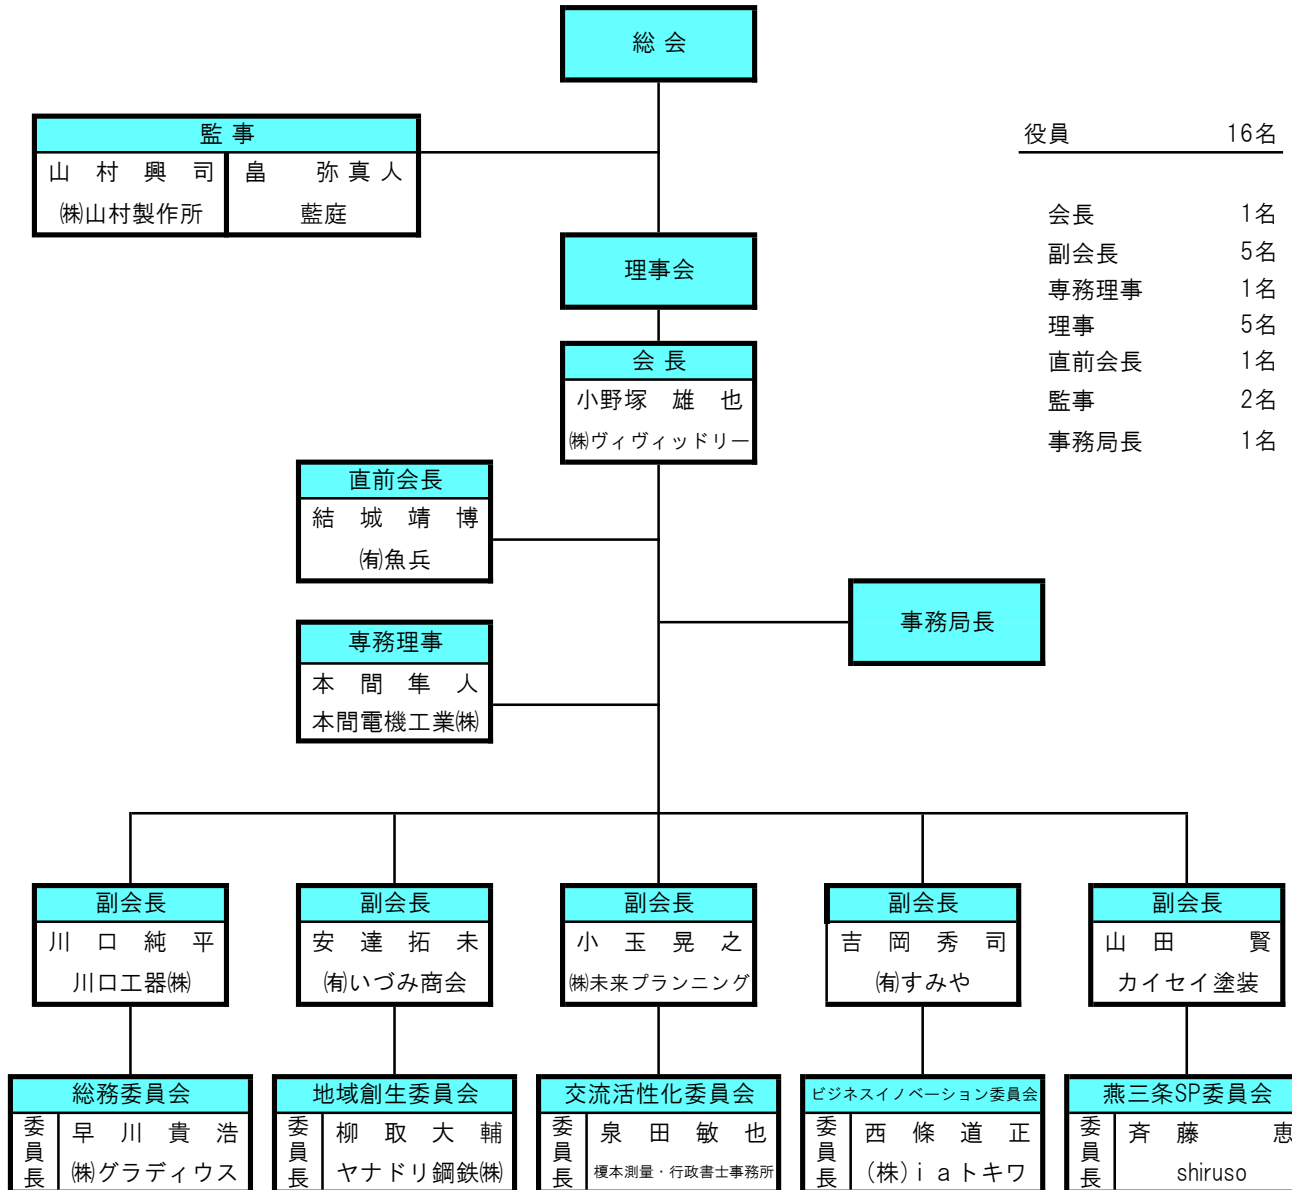 総 会
監 事
山 村 興 司
畠 弥 真 人
㈱山村製作所
藍庭
役員 16名
会長 1名
副会長 5名
専務理事 1名
理事 5名
直前会長 1名
監事 2名
事務局長 1名
理事会
会 長
小野塚 雄 也
㈱ヴィヴィッドリー
直前会長
結 城 靖 博
㈲魚兵
事務局長
専務理事
本 間 隼 人
本間電機工業㈱
副会長
川 口 純 平
川口工器㈱
副会長
安 達 拓 未
㈲いづみ商会
副会長
小 玉 晃 之
㈱未来プランニング
副会長
吉 岡 秀 司
㈲すみや
副会長
山 田 賢
カイセイ塗装
総務委員会
委員長
早 川 貴 浩
㈱グラディウス
地域創生委員会
委員長
柳 取 大 輔
ヤナドリ鋼鉄㈱
交流活性化委員会
委員長
泉 田 敏 也
榎本測量・行政書士事務所
ビジネスイノベーション委員会
委員長
西 條 道 正
(株)ｉａトキワ
燕三条SP委員会
委員長
斉 藤 恵
shiruso